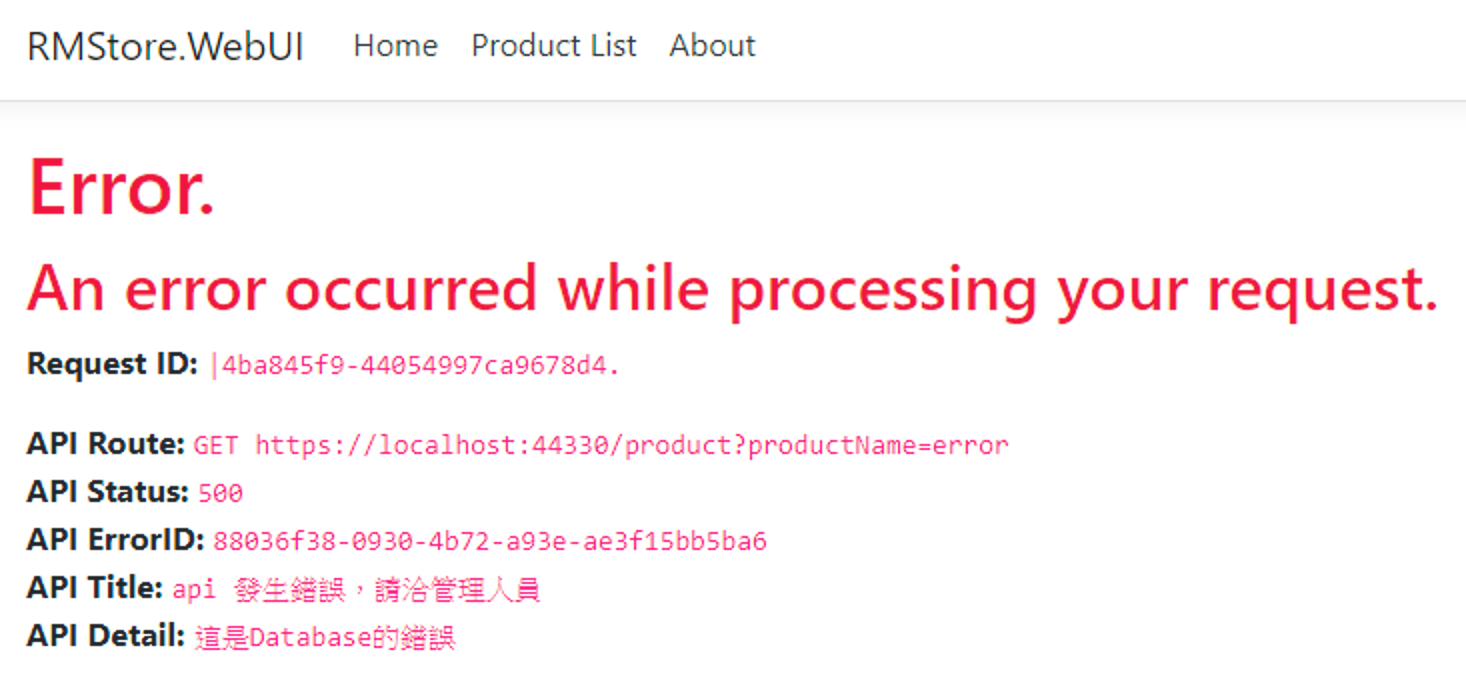 RMStore.WebUI Home Product List About
Error.
An error occurred while processing your request.
Request ID: |4ba845f9-44054997ca9678d4.
API Route: GET https://localhost:44330/product?productName=error
API Status: 500
API ErrorID: 88036f38-0930-4b72-a93e-ae3f15bb5ba6
API Title: api 發生錯誤，請洽管理人員
API Detail: 這是Database的錯誤